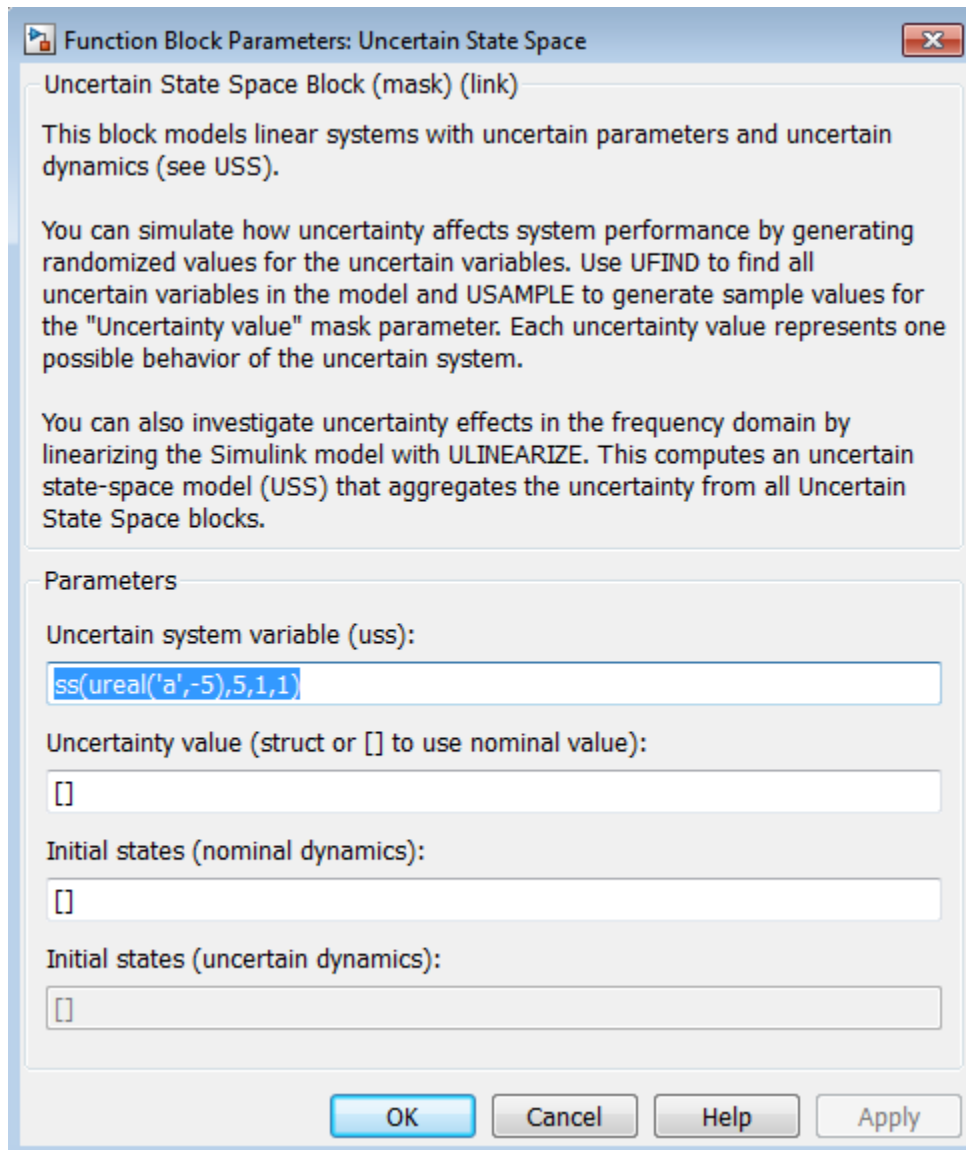 Function Block Parameters: Uncertain State Space
Uncertain State Space Block (mask) (link)
This block models linear systems with uncertain parameters and uncertain
dynamics (see USS).
You can simulate how uncertainty affects system performance by generating
randomized values for the uncertain variables. Use UFIND to find all
uncertain variables in the model and USAMPLE to generate sample values for
the "Uncertainty value" mask parameter. Each uncertainty value represents one
possible behavior of the uncertain system.
You can also investigate uncertainty effects in the frequency domain by
linearizing the Simulink model with ULINEARIZE. This computes an uncertain
state-space model (USS) that aggregates the uncertainty from all Uncertain
State Space blocks.
Parameters
Uncertain system variable (uss):
ss(ureal('a',-5),5,1,1)
Uncertainty value (struct or [] to use nominal value):
[]
Initial states (nominal dynamics):
[]
Initial states (uncertain dynamics):
[]
OK Cancel Help Apply